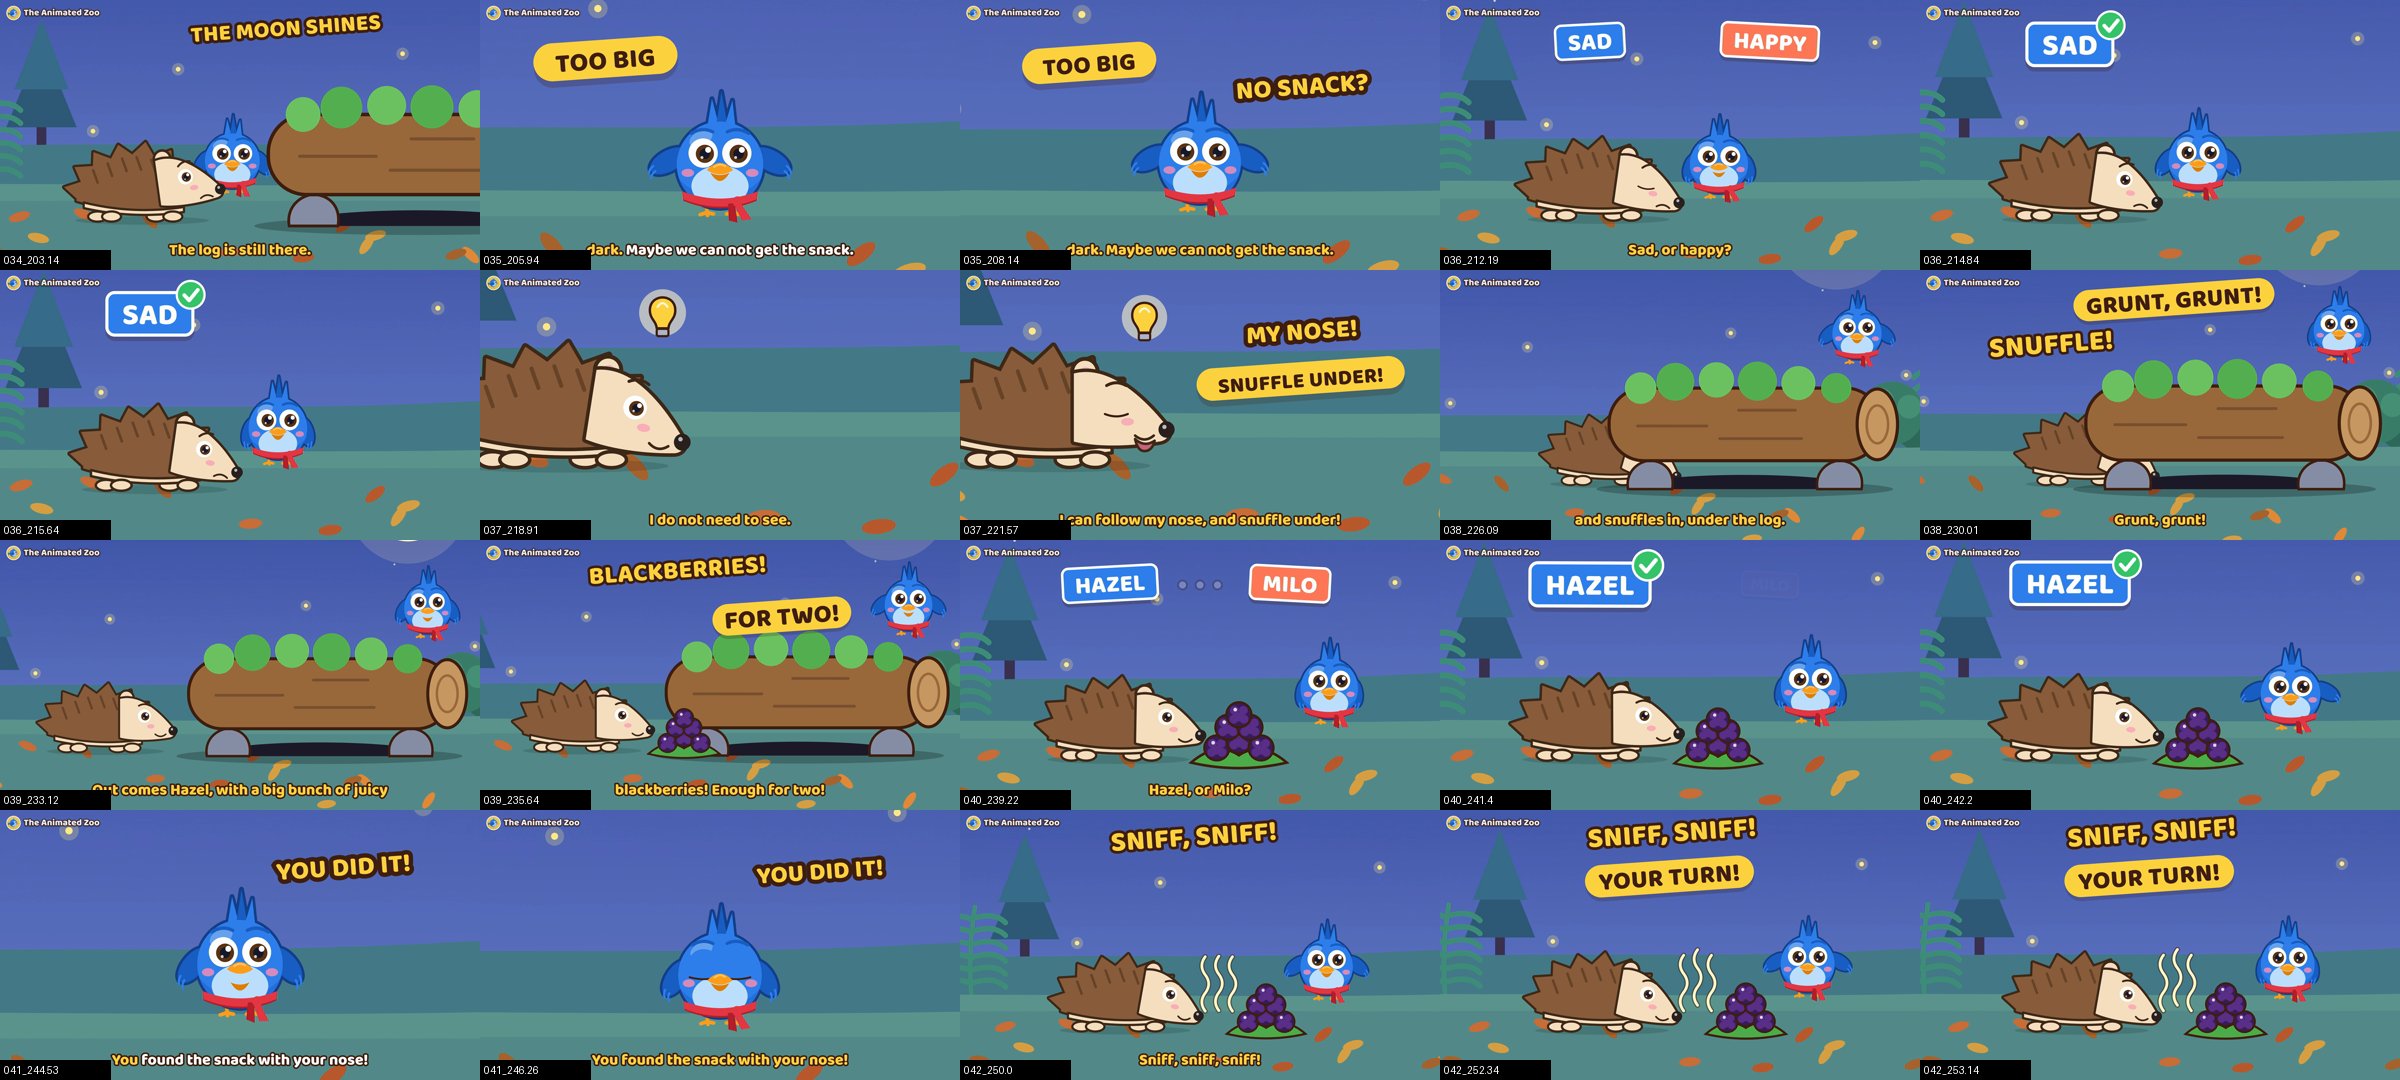 The Animated Zoo
THE MOON SHINES
The log is still there.
034_203.14
The Animated Zoo
TOO BIG
dark. Maybe we can not get the snack.
035_205.94
The Animated Zoo
TOO BIG
NO SNACK?
dark. Maybe we can not get the snack.
035_208.14
The Animated Zoo
SAD
HAPPY
Sad, or happy?
036_212.19
The Animated Zoo
SAD
036_214.84
The Animated Zoo
SAD
036_215.64
The Animated Zoo
I do not need to see.
037_218.91
The Animated Zoo
MY NOSE!
SNUFFLE UNDER!
I can follow my nose, and snuffle under!
037_221.57
The Animated Zoo
and snuffles in, under the log.
038_226.09
The Animated Zoo
GRUNT, GRUNT!
SNUFFLE!
Grunt, grunt!
038_230.01
The Animated Zoo
Out comes Hazel, with a big bunch of juicy
039_233.12
The Animated Zoo
BLACKBERRIES!
FOR TWO!
blackberries! Enough for two!
039_235.64
The Animated Zoo
HAZEL
MILO
Hazel, or Milo?
040_239.22
The Animated Zoo
HAZEL
MILO
040_241.4
The Animated Zoo
HAZEL
040_242.2
The Animated Zoo
YOU DID IT!
You found the snack with your nose!
041_244.53
The Animated Zoo
YOU DID IT!
You found the snack with your nose!
041_246.26
The Animated Zoo
SNIFF, SNIFF!
Sniff, sniff, sniff!
042_250.0
The Animated Zoo
SNIFF, SNIFF!
YOUR TURN!
042_252.34
The Animated Zoo
SNIFF, SNIFF!
YOUR TURN!
042_253.14